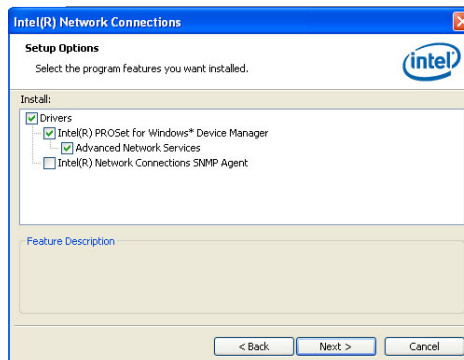 Intel(R) Network Connections
Setup Options
Select the program features you want installed.
intel
Install:
Drivers
Intel(R) PROSet for Windows* Device Manager
Advanced Network Services
Intel(R) Network Connections SNMP Agent
Feature Description
< Back
Next >
Cancel